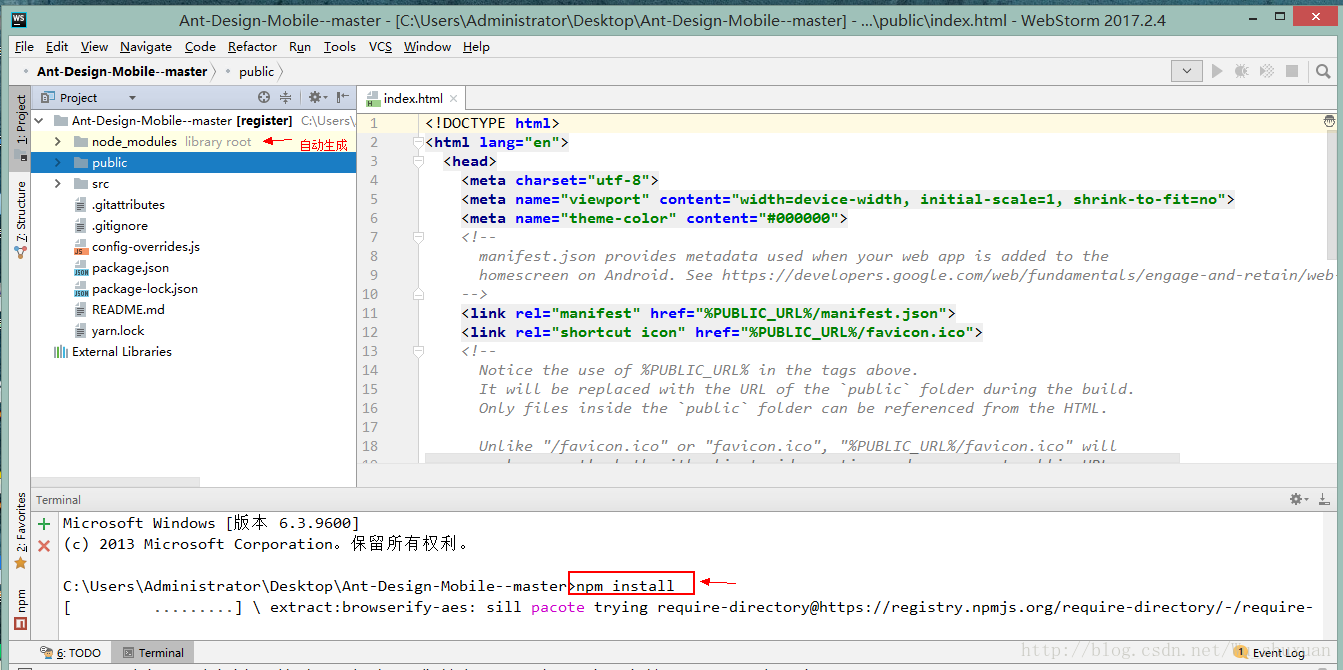 Ant-Design-Mobile--master - [C:\Users\Administrator\Desktop\Ant-Design-Mobile--master] - ...\public\index.html - WebStorm 2017.2.4
File Edit View Navigate Code Refactor Run Tools VCS Window Help
Ant-Design-Mobile--master public
1: Project
Z: Structure
2: Favorites
npm
Project
Ant-Design-Mobile--master [register] C:\Users\
node_modules library root 自动生成
public
src
.gitattributes
.gitignore
config-overrides.js
package.json
package-lock.json
README.md
yarn.lock
External Libraries
index.html
1 <!DOCTYPE html>
2 <html lang="en">
3 <head>
4 <meta charset="utf-8">
5 <meta name="viewport" content="width=device-width, initial-scale=1, shrink-to-fit=no">
6 <meta name="theme-color" content="#000000">
7 <!--
8 manifest.json provides metadata used when your web app is added to the
9 homescreen on Android. See https://developers.google.com/web/fundamentals/engage-and-retain/web-
10 -->
11 <link rel="manifest" href="%PUBLIC_URL%/manifest.json">
12 <link rel="shortcut icon" href="%PUBLIC_URL%/favicon.ico">
13 <!--
14 Notice the use of %PUBLIC_URL% in the tags above.
15 It will be replaced with the URL of the `public` folder during the build.
16 Only files inside the `public` folder can be referenced from the HTML.
17
18 Unlike "/favicon.ico" or "favicon.ico", "%PUBLIC_URL%/favicon.ico" will
Terminal
Microsoft Windows [版本 6.3.9600]
(c) 2013 Microsoft Corporation。保留所有权利。
C:\Users\Administrator\Desktop\Ant-Design-Mobile--master>npm install
[ .........] \ extract:browserify-aes: sill pacote trying require-directory@https://registry.npmjs.org/require-directory/-/require-
6: TODO Terminal 1 Event Log
http://blog.csdn.net/